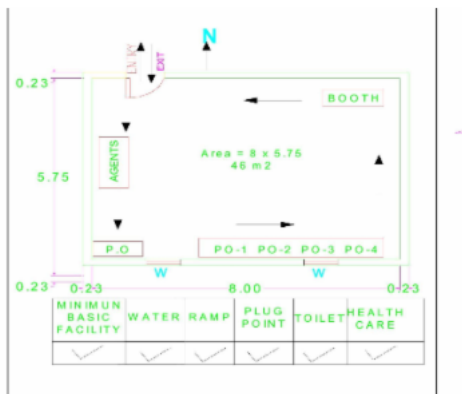 N
ENTRY
EXIT
0.23
BOOTH
AGENTS
Area = 8 x 5.75
46 m2
5.75
P.O
PO-1 PO-2 PO-3 PO-4
W
W
0.23
0.23
8.00
0.23
MINIMUN BASIC FACILITY
WATER
RAMP
PLUG POINT
TOILET
HEALTH CARE